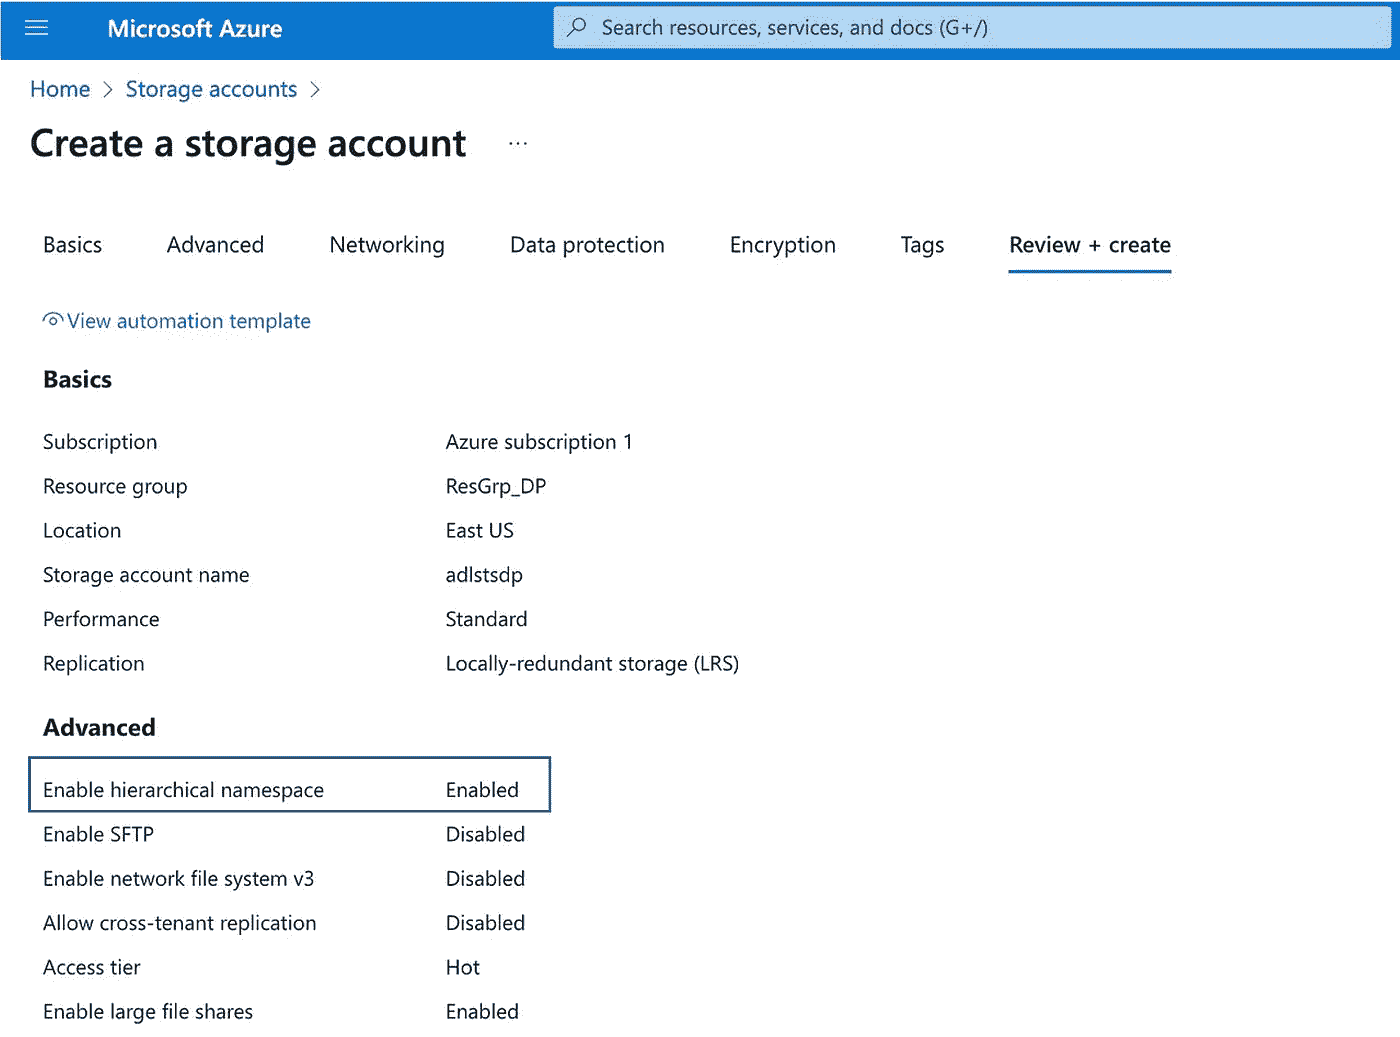 Microsoft Azure
Search resources, services, and docs (G+/)
Home > Storage accounts >
Create a storage account ...
Basics Advanced Networking Data protection Encryption Tags Review + create
View automation template
Basics
Subscription Azure subscription 1
Resource group ResGrp_DP
Location East US
Storage account name adlstsdp
Performance Standard
Replication Locally-redundant storage (LRS)
Advanced
Enable hierarchical namespace Enabled
Enable SFTP Disabled
Enable network file system v3 Disabled
Allow cross-tenant replication Disabled
Access tier Hot
Enable large file shares Enabled